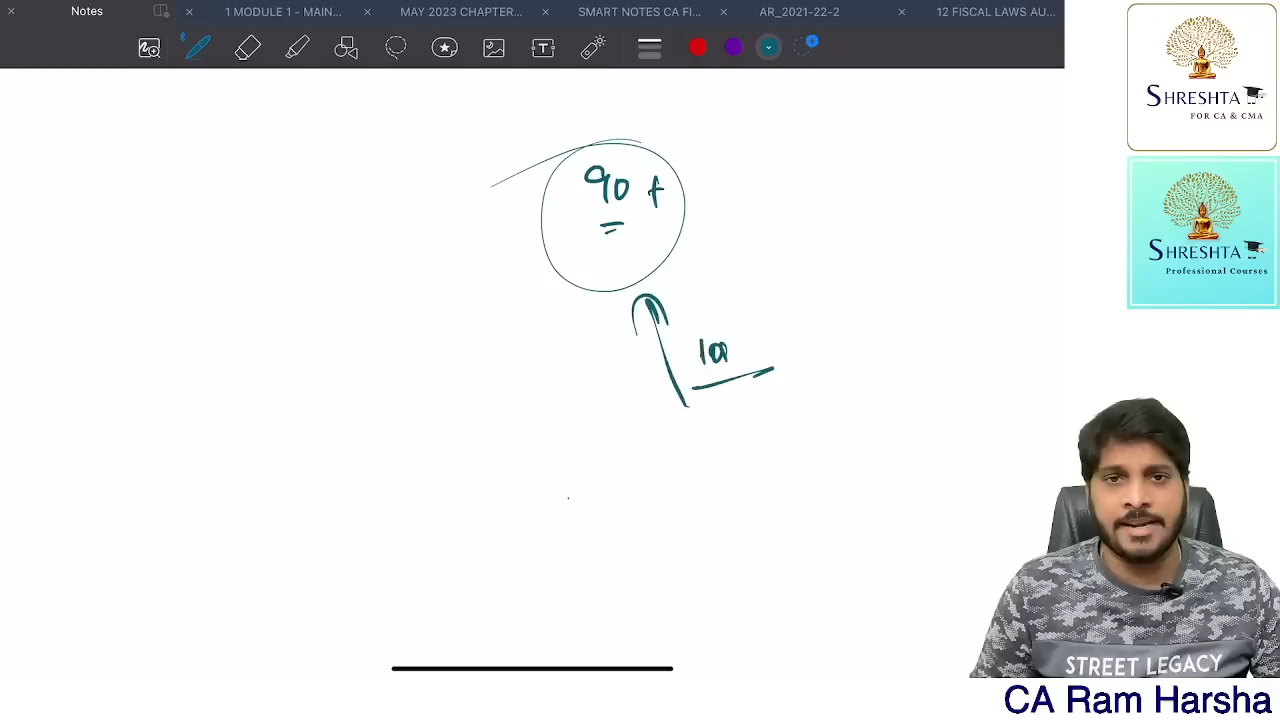 Notes
1 MODULE 1 - MAIN...
MAY 2023 CHAPTER...
SMART NOTES CA FI...
AR_2021-22-2
12 FISCAL LAWS AU...
SHRESHTA
FOR CA & CMA
SHRESHTA
Professional Courses
90 +
STREET LEGACY
CA Ram Harsha